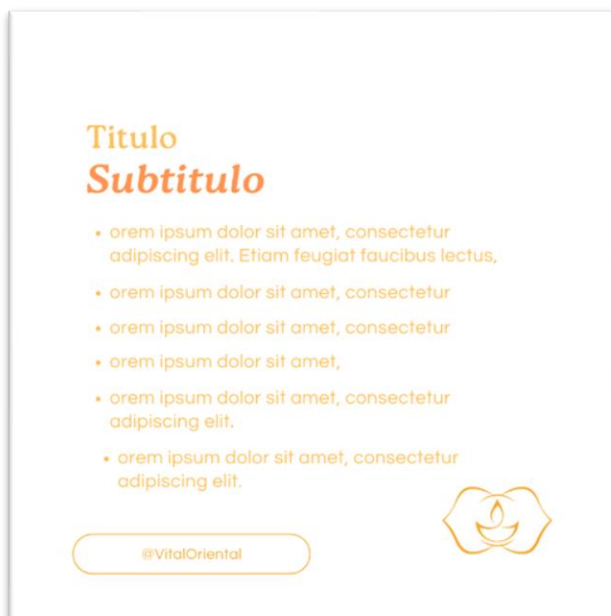 Titulo
Subtitulo
• orem ipsum dolor sit amet, consectetur
adipiscing elit. Etiam feugiat faucibus lectus,
• orem ipsum dolor sit amet, consectetur
• orem ipsum dolor sit amet, consectetur
• orem ipsum dolor sit amet,
• orem ipsum dolor sit amet, consectetur
adipiscing elit.
• orem ipsum dolor sit amet, consectetur
adipiscing elit.
@VitalOriental